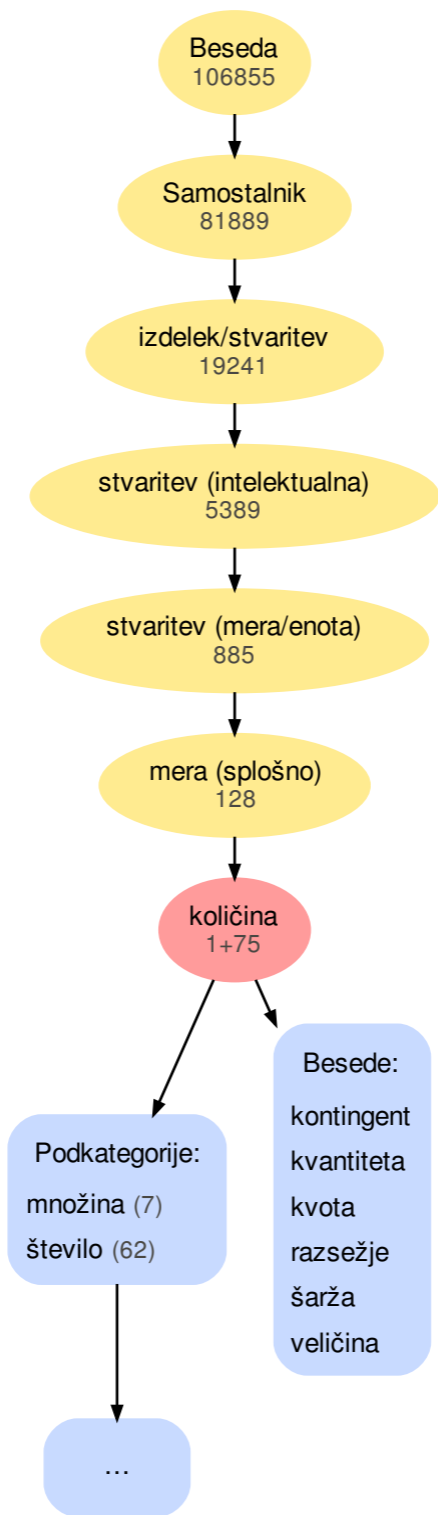 Beseda
106855
Samostalnik
81889
izdelek/stvaritev
19241
stvaritev (intelektualna)
5389
stvaritev (mera/enota)
885
mera (splošno)
128
količina
1+75
Podkategorije:
množina (7)
število (62)
Besede:
kontingent
kvantiteta
kvota
razsežje
šarža
veličina
...